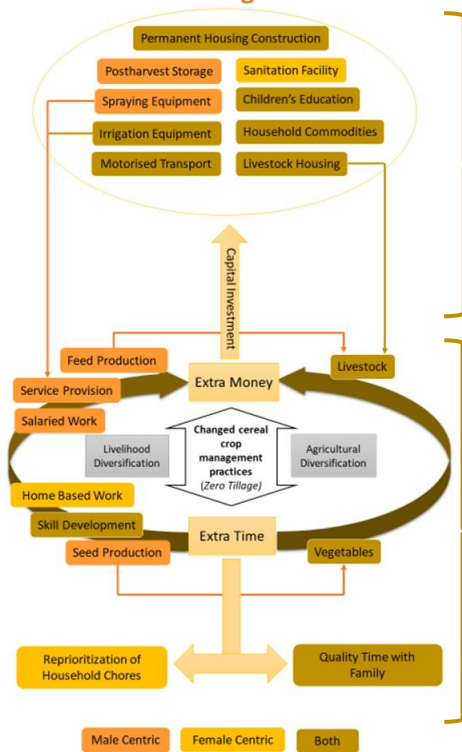 Permanent Housing Construction
Postharvest Storage
Sanitation Facility
Spraying Equipment
Children's Education
Irrigation Equipment
Household Commodities
Motorised Transport
Livestock Housing
Capital Investment
Feed Production
Extra Money
Livestock
Service Provision
Salaried Work
Livelihood
Diversification
Changed cereal
crop
management
practices
(Zero Tillage)
Agricultural
Diversification
Home Based Work
Skill Development
Extra Time
Seed Production
Vegetables
Reprioritization of
Household Chores
Quality Time with
Family
Male Centric
Female Centric
Both